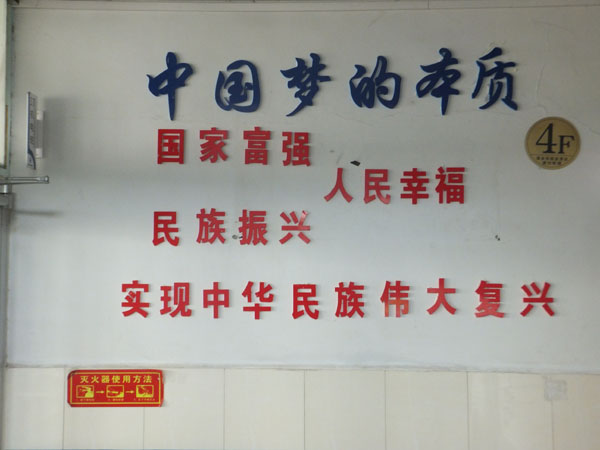 中国梦的本质
国家富强
4F
人民幸福
民族振兴
实现中华民族伟大复兴
灭火器使用方法